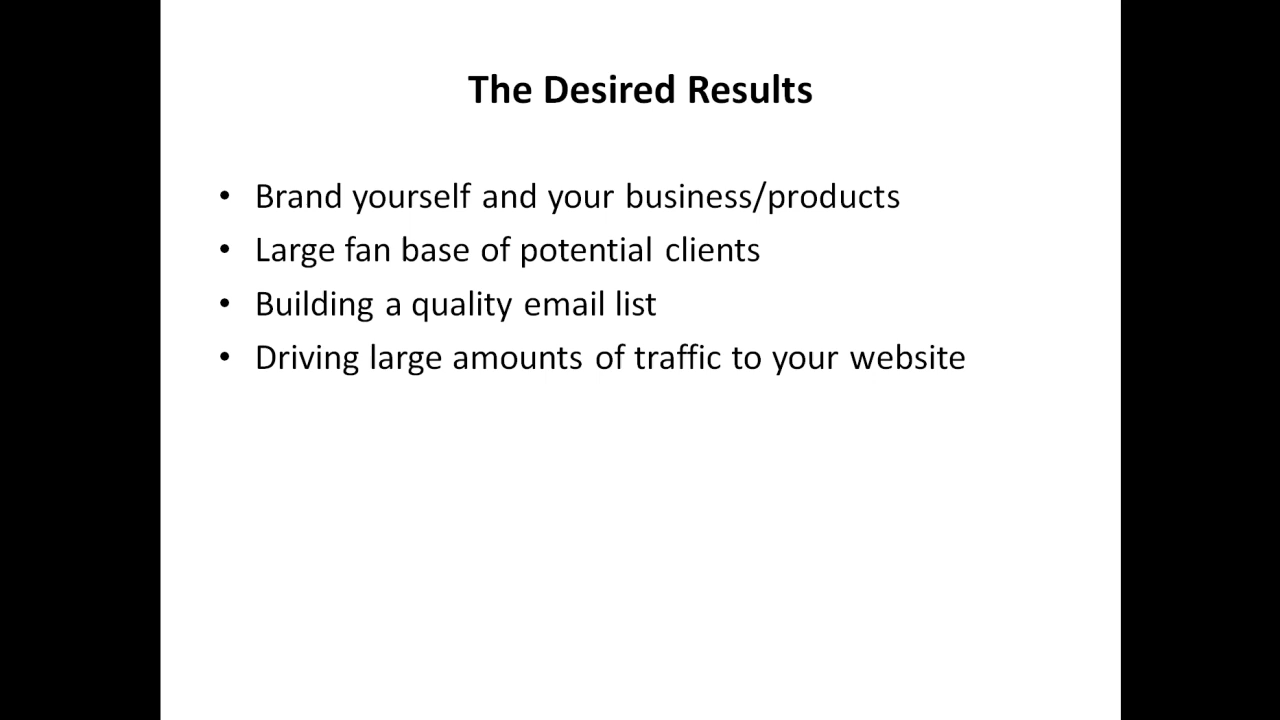 The Desired Results
• Brand yourself and your business/products
• Large fan base of potential clients
• Building a quality email list
• Driving large amounts of traffic to your website